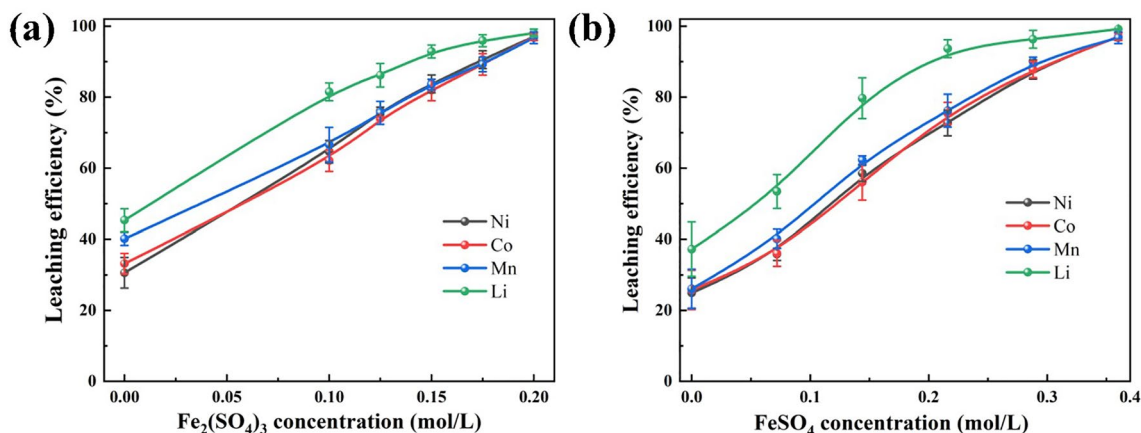 (a)
Leaching efficiency (%)
100
80
60
40
20
0
Ni
Co
Mn
Li
0.00 0.05 0.10 0.15 0.20
Fe₂(SO₄)₃ concentration (mol/L)
(b)
Leaching efficiency (%)
100
80
60
40
20
0
Ni
Co
Mn
Li
0.0 0.1 0.2 0.3 0.4
FeSO₄ concentration (mol/L)